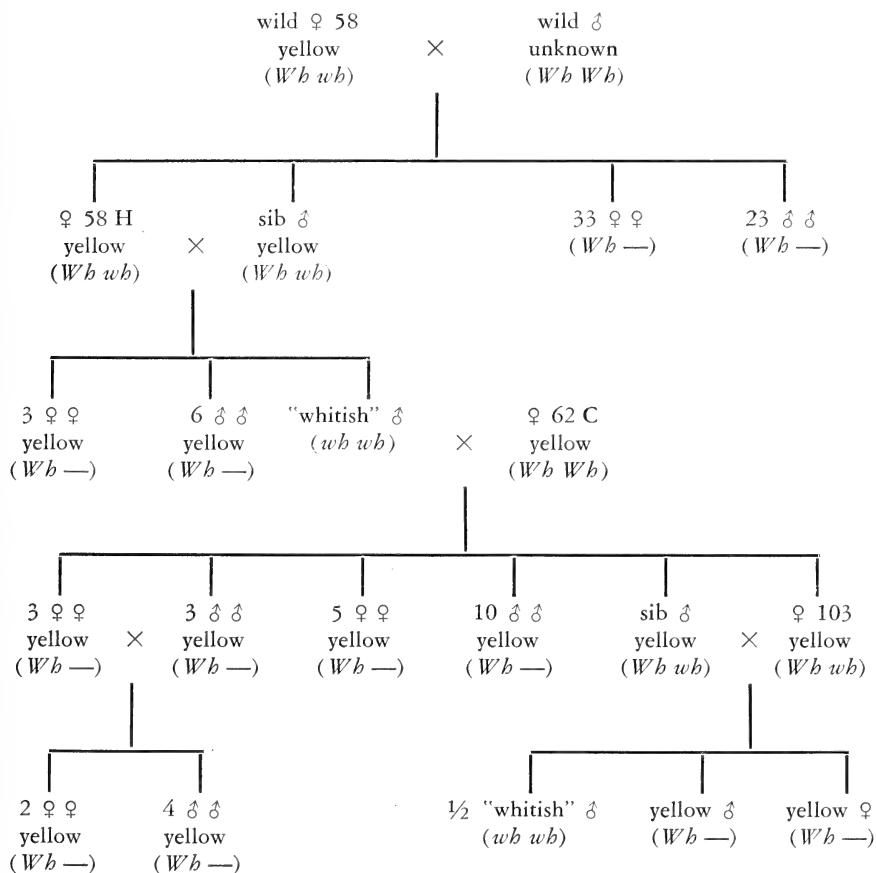 wild ♀ 58 wild ♂
yellow × unknown
(Wh wh) (Wh Wh)
♀ 58 H sib ♂ 33 ♀ ♀ 23 ♂ ♂
yellow × yellow (Wh —) (Wh —)
(Wh wh) (Wh wh)
3 ♀ ♀ 6 ♂ ♂ "whitish" ♂ ♀ 62 C
yellow yellow (wh wh) × yellow
(Wh —) (Wh —) (Wh Wh)
3 ♀ ♀ 3 ♂ ♂ 5 ♀ ♀ 10 ♂ ♂ sib ♂ ♀ 103
yellow × yellow yellow yellow yellow × yellow
(Wh —) (Wh —) (Wh —) (Wh —) (Wh wh) (Wh wh)
2 ♀ ♀ 4 ♂ ♂ ½ "whitish" ♂ yellow ♂ yellow ♀
yellow yellow (wh wh) (Wh —) (Wh —)
(Wh —) (Wh —)